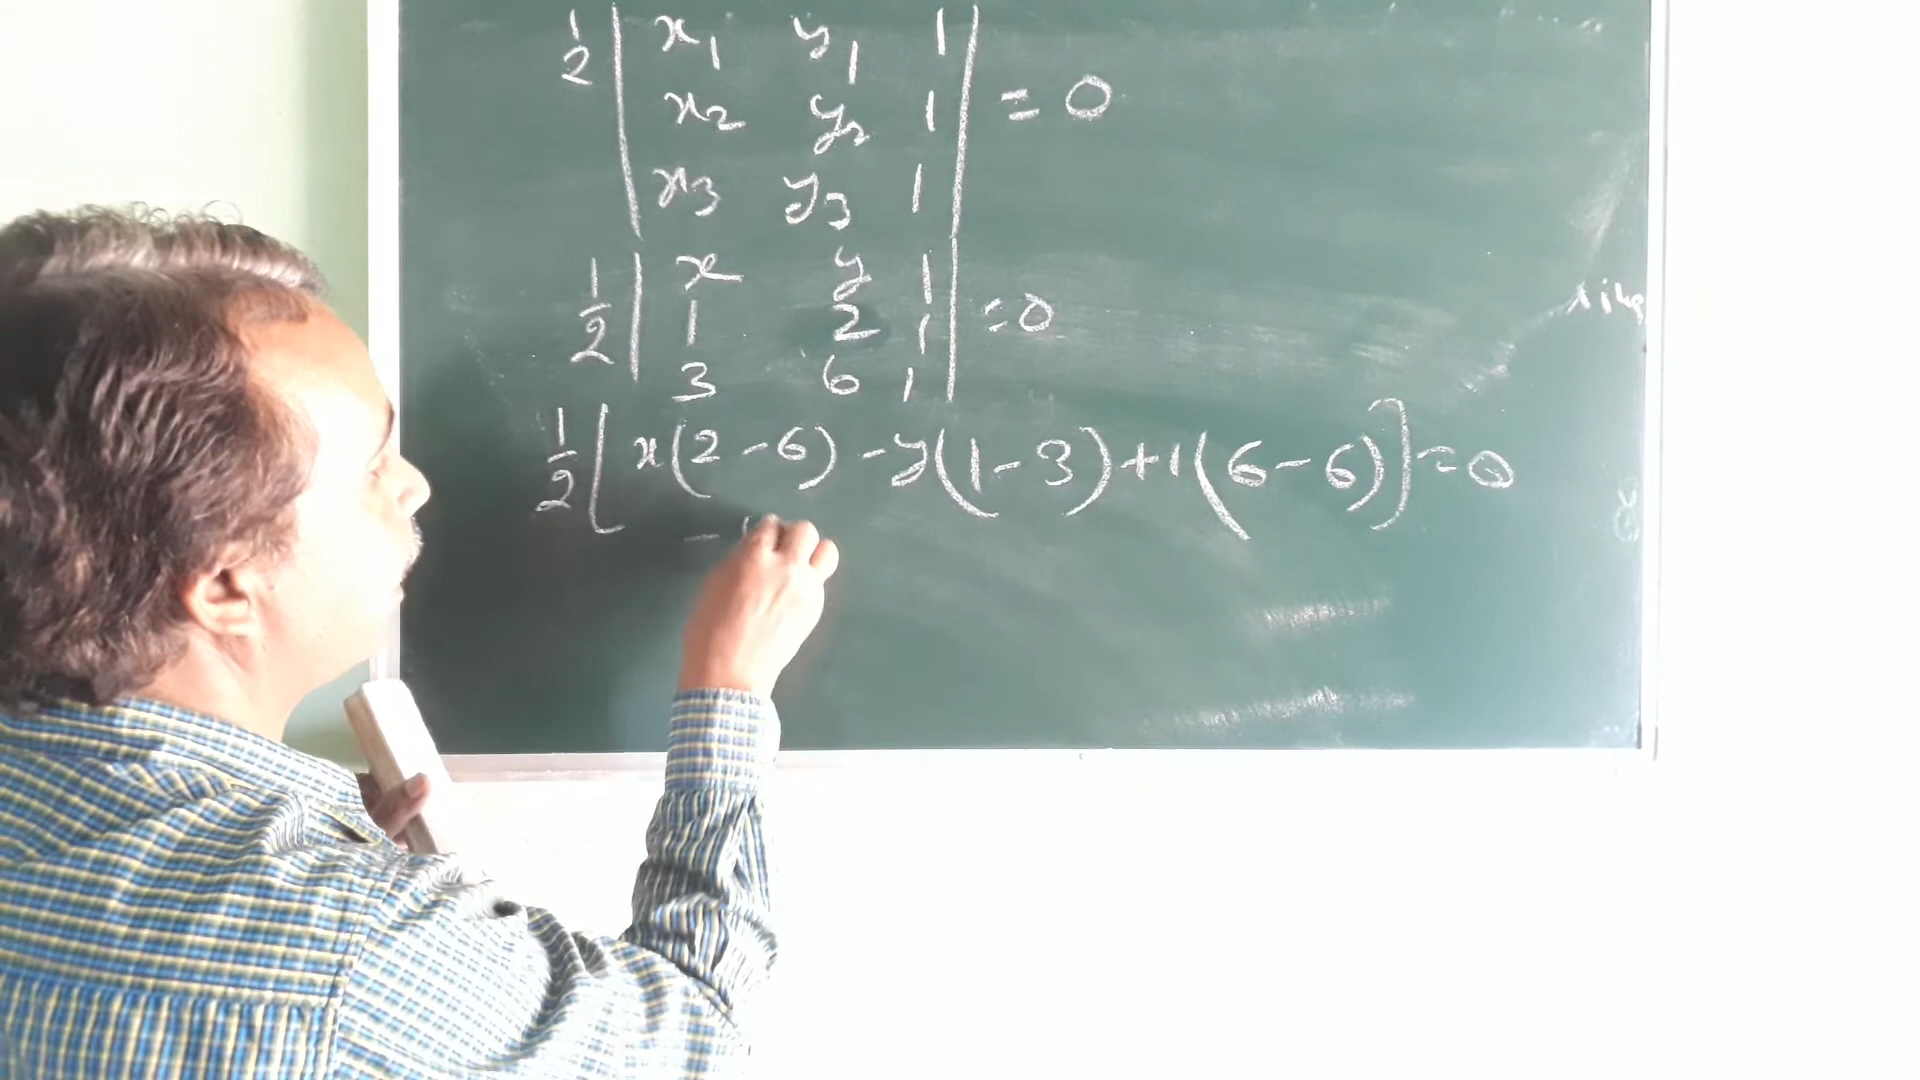 1/2 | x1 y1 1 |
| x2 y2 1 | = 0
| x3 y3 1 |
1/2 | x y 1 |
| 1 2 1 | = 0
| 3 6 1 |
1/2 [ x(2-6) -y(1-3) +1(6-6) ] = 0
-